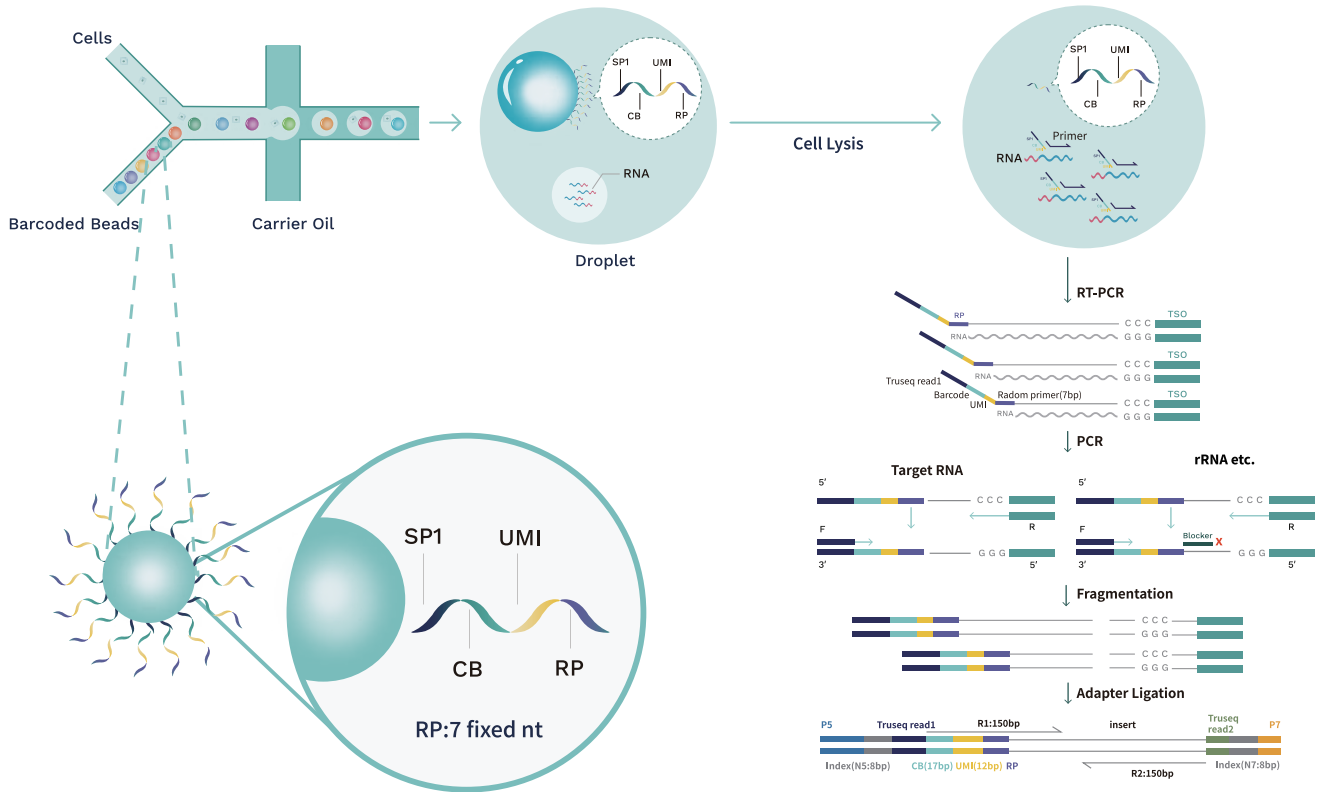 Cells
Barcoded Beads
Carrier Oil
SP1
UMI
CB
RP
RNA
Droplet
Cell Lysis
SP1
UMI
CB
RP
Primer
RNA
SP1
SP1
SP1
SP1
RT-PCR
RP
C C C
TSO
RNA
G G G
C C C
TSO
RNA
G G G
Truseq read1
Barcode
UMI
Radom primer(7bp)
C C C
TSO
RNA
G G G
PCR
Target RNA
rRNA etc.
5′
C C C
R
F
G G G
3′
5′
5′
C C C
R
F
Blocker
X
G G G
3′
5′
Fragmentation
C C C
G G G
C C C
G G G
Adapter Ligation
P5
Truseq read1
R1:150bp
insert
Truseq
read2
P7
Index(N5:8bp)
CB(17bp)
UMI(12bp)
RP
R2:150bp
Index(N7:8bp)
SP1
UMI
CB
RP
RP:7 fixed nt